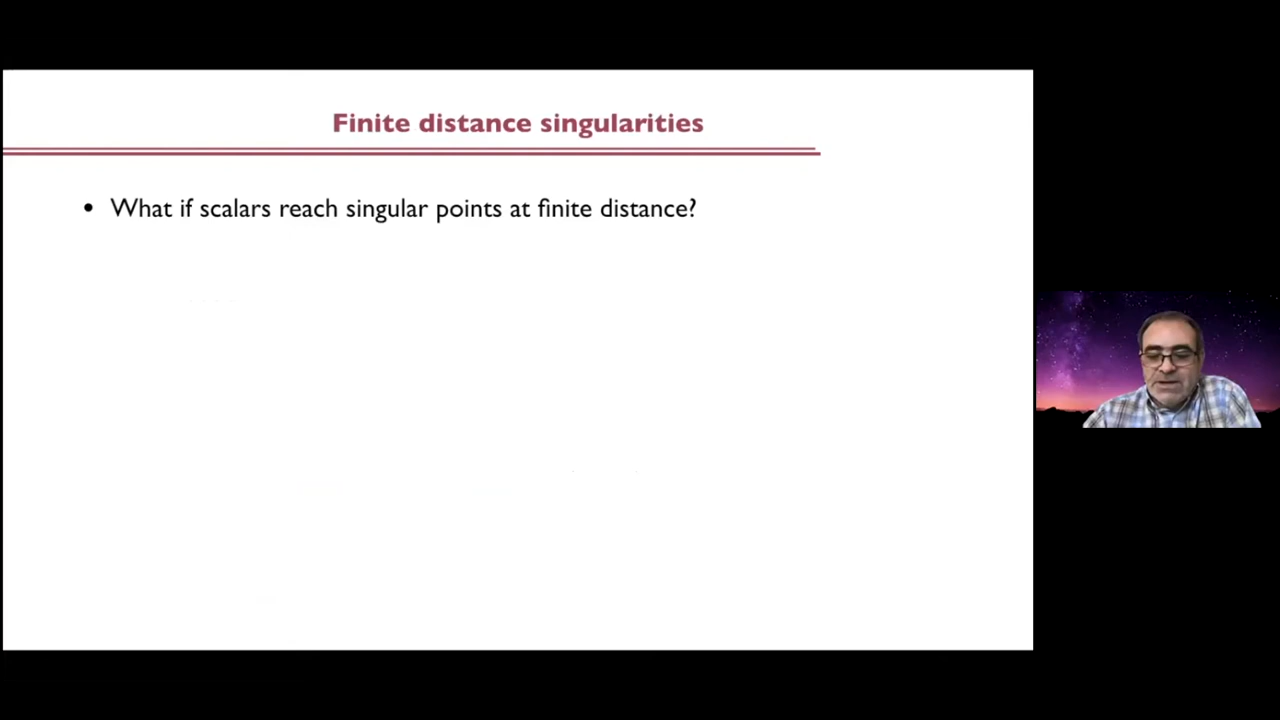 Finite distance singularities
• What if scalars reach singular points at finite distance?